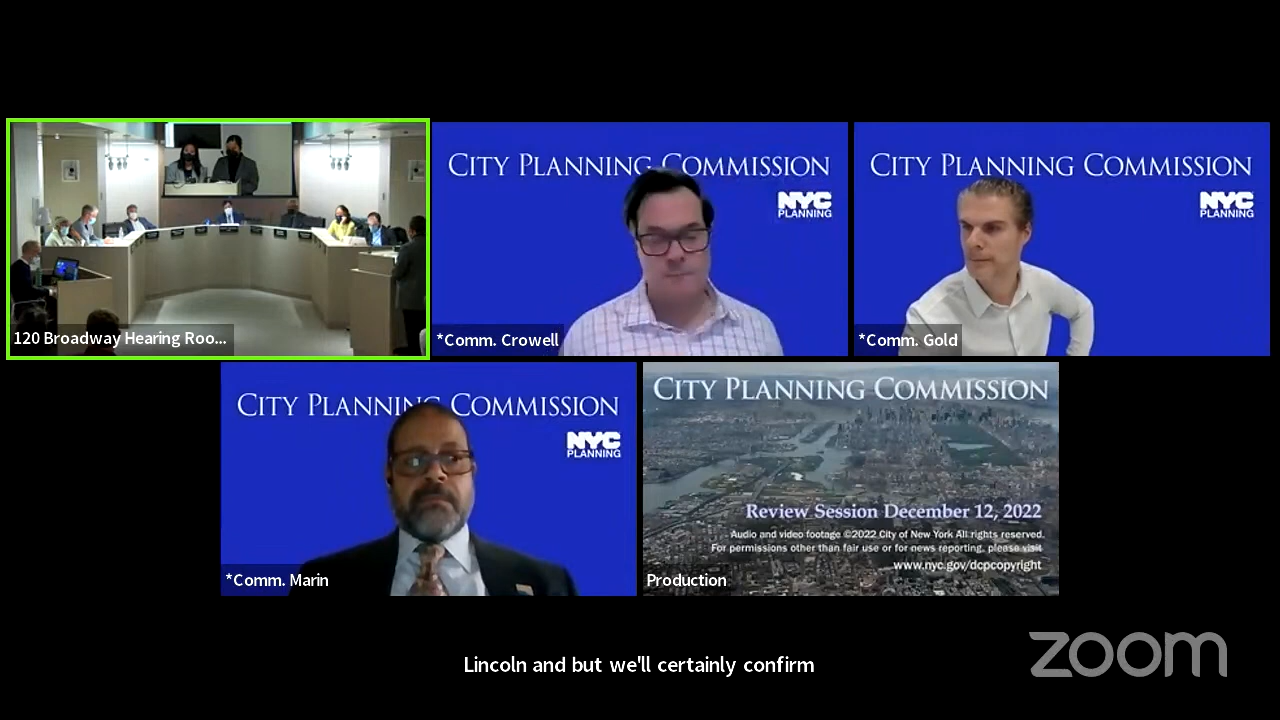 120 Broadway Hearing Roo...
CITY PLANNING COMMISSION
NYC
PLANNING
*Comm. Crowell
CITY PLANNING COMMISSION
NYC
PLANNING
*Comm. Gold
CITY PLANNING COMMISSION
NYC
PLANNING
*Comm. Marin
CITY PLANNING COMMISSION
Review Session December 12, 2022
Audio and video footage ©2022 City of New York All rights reserved.
For permissions other than fair use or for news reporting, please visit
www.nyc.gov/dcpcopyright
Production
Lincoln and but we'll certainly confirm
zoom